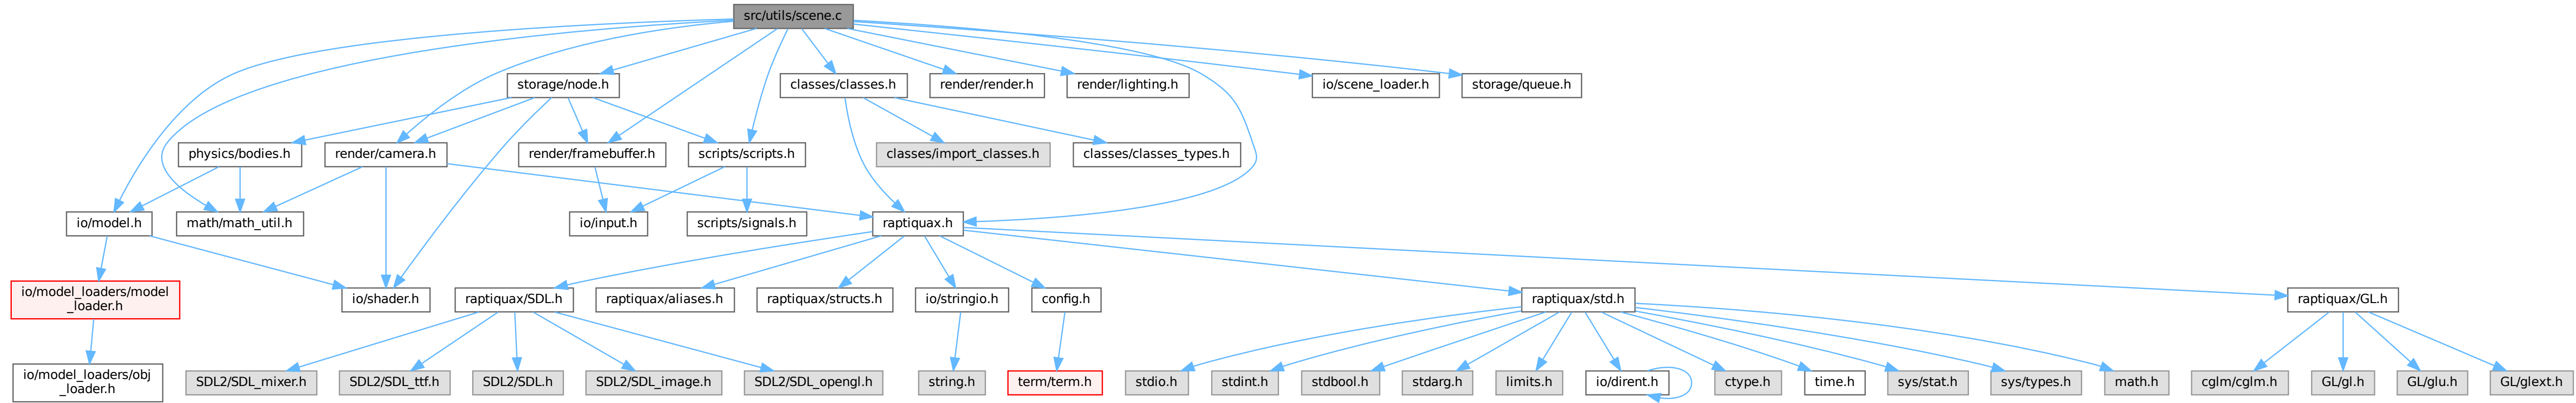 src/utils/scene.c
storage/node.h
classes/classes.h
render/render.h
render/lighting.h
io/scene_loader.h
storage/queue.h
physics/bodies.h
render/camera.h
render/framebuffer.h
scripts/scripts.h
classes/import_classes.h
classes/classes_types.h
io/model.h
math/math_util.h
io/input.h
scripts/signals.h
raptiquax.h
io/model_loaders/model
_loader.h
io/shader.h
raptiquax/SDL.h
raptiquax/aliases.h
raptiquax/structs.h
io/stringio.h
config.h
raptiquax/std.h
raptiquax/GL.h
io/model_loaders/obj
_loader.h
SDL2/SDL_mixer.h
SDL2/SDL_ttf.h
SDL2/SDL.h
SDL2/SDL_image.h
SDL2/SDL_opengl.h
string.h
term/term.h
stdio.h
stdint.h
stdbool.h
stdarg.h
limits.h
io/dirent.h
ctype.h
time.h
sys/stat.h
sys/types.h
math.h
cglm/cglm.h
GL/gl.h
GL/glu.h
GL/glext.h